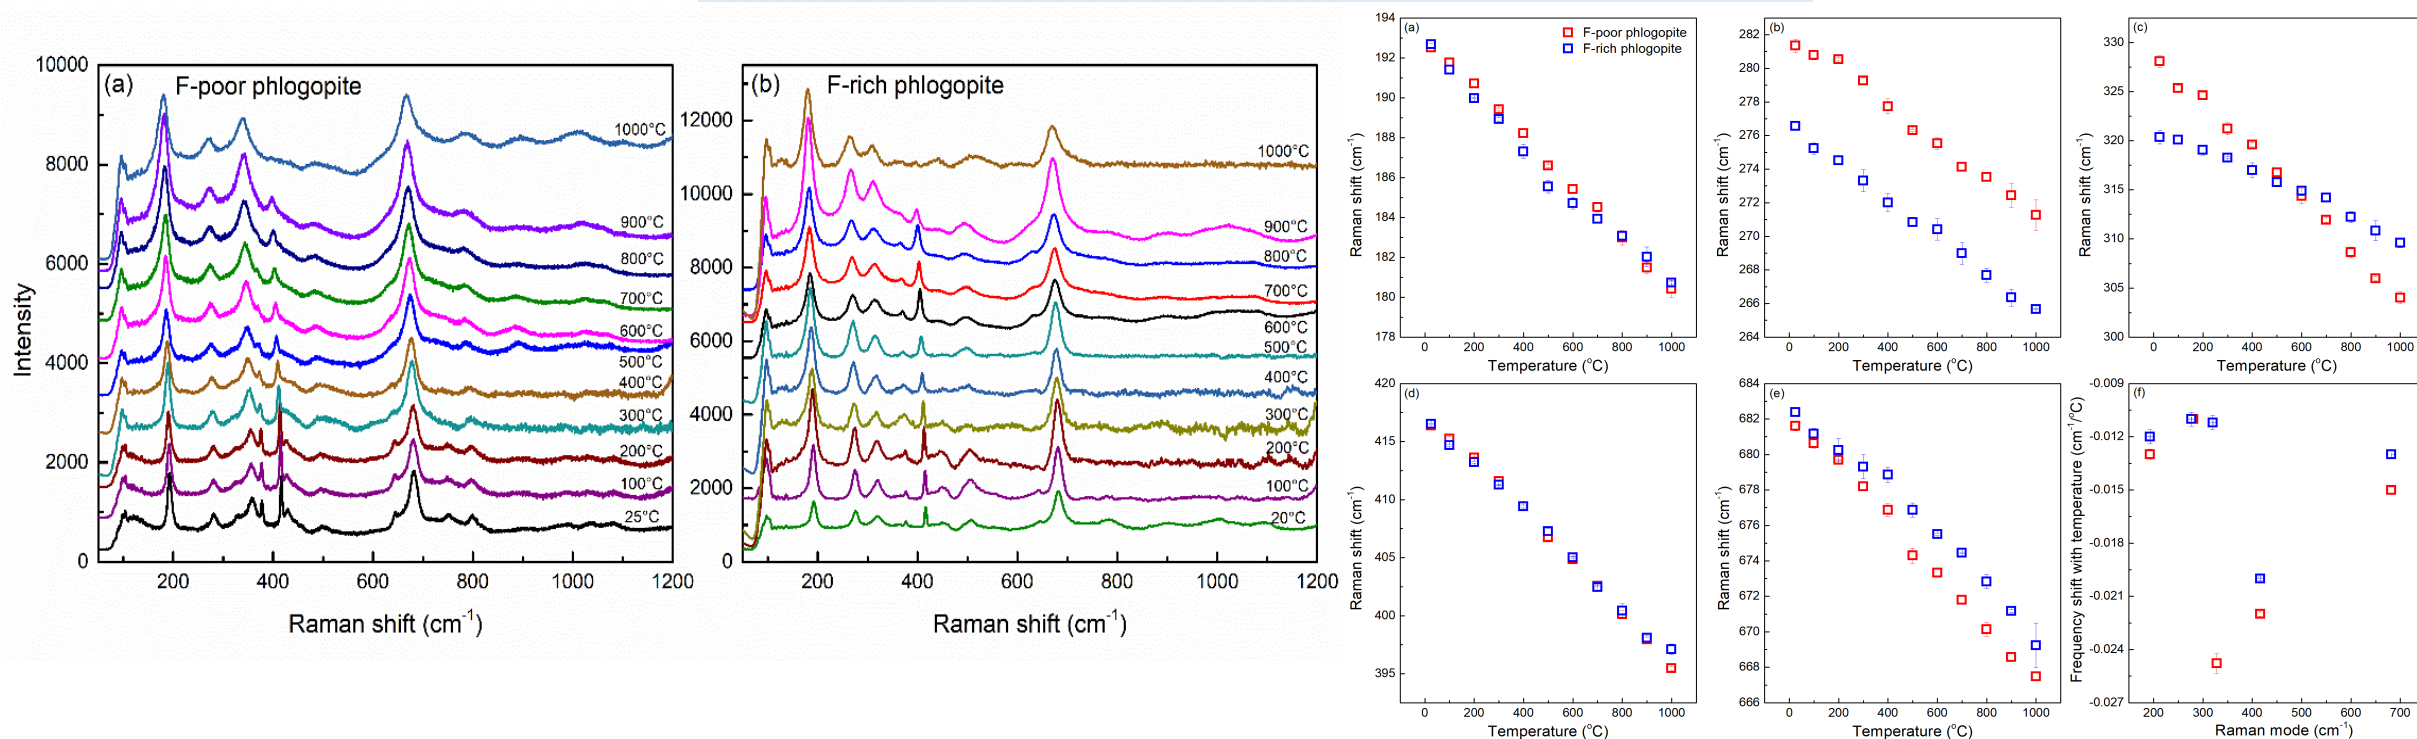 (a) F-poor phlogopite
10000
8000
6000
4000
2000
0
Intensity
1000°C
900°C
800°C
700°C
600°C
500°C
400°C
300°C
200°C
100°C
25°C
200 400 600 800 1000 1200
Raman shift (cm⁻¹)
(b) F-rich phlogopite
12000
10000
8000
6000
4000
2000
0
1000°C
900°C
800°C
700°C
600°C
500°C
400°C
300°C
200°C
100°C
20°C
200 400 600 800 1000 1200
Raman shift (cm⁻¹)
(a)
F-poor phlogopite
F-rich phlogopite
194
192
190
188
186
184
182
180
178
Raman shift (cm⁻¹)
0 200 400 600 800 1000
Temperature (°C)
(b)
282
280
278
276
274
272
270
268
266
264
Raman shift (cm⁻¹)
0 200 400 600 800 1000
Temperature (°C)
(c)
330
325
320
315
310
305
300
Raman shift (cm⁻¹)
0 200 400 600 800 1000
Temperature (°C)
(d)
420
415
410
405
400
395
Raman shift (cm⁻¹)
0 200 400 600 800 1000
Temperature (°C)
(e)
684
682
680
678
676
674
672
670
668
666
Raman shift (cm⁻¹)
0 200 400 600 800 1000
Temperature (°C)
(f)
-0.009
-0.012
-0.015
-0.018
-0.021
-0.024
-0.027
Frequency shift with temperature (cm⁻¹/°C)
200 300 400 500 600 700
Raman mode (cm⁻¹)